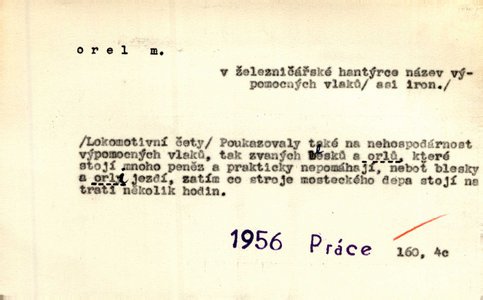 orel m.
v železničářské hantýrce název vý-
pomocných vlaků/ asi iron./
/Lokomotivní čety/ Poukazovaly také na nehospodárnost
výpomocných vlaků, tak zvaných blesků a orlů, které
stojí mnoho peněz a prakticky nepomáhají, neboť blesky
a orly jezdí, zatím co stroje mosteckého depa stojí na
trati několik hodin.
1956 Práce
160, 4c